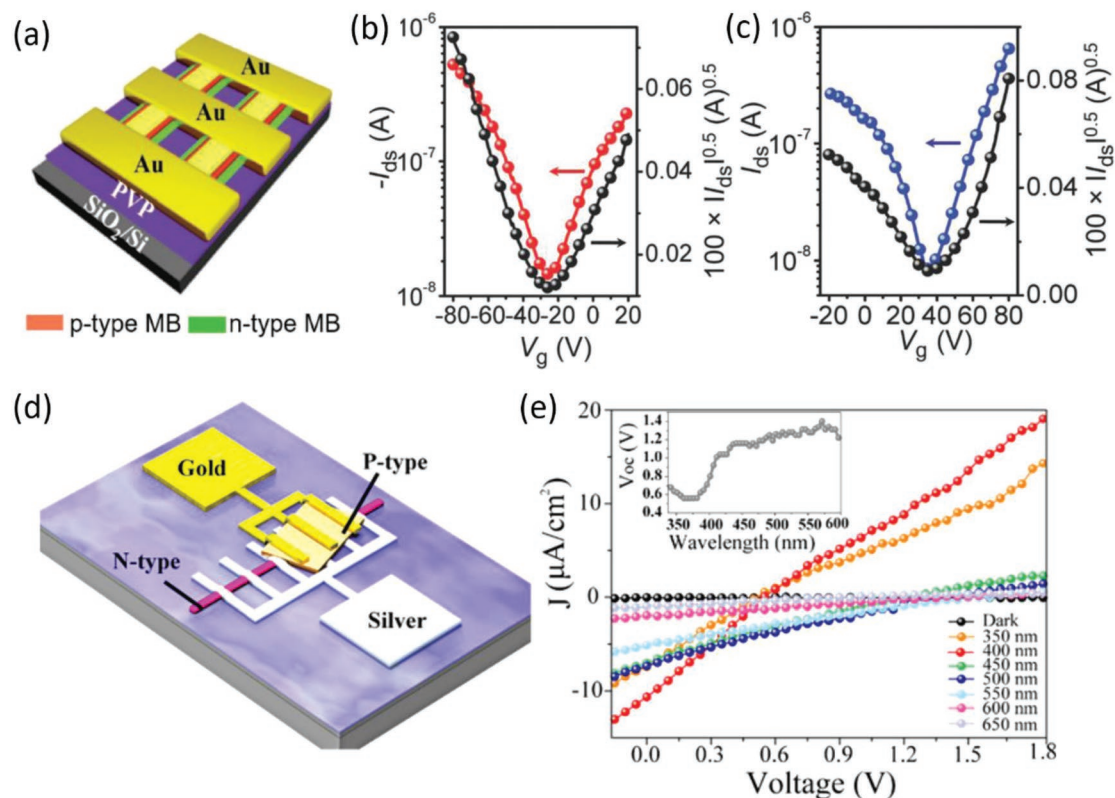 (a)
Au
Au
Au
PVP
SiO2/Si
p-type MB
n-type MB
(b)
10-6
10-7
10-8
-Ids (A)
0.06
0.04
0.02
100 × IIdsI0.5 (A)0.5
-80 -60 -40 -20 0 20
Vg (V)
(c)
10-6
10-7
10-8
Ids (A)
0.08
0.04
0.00
100 × IIdsI0.5 (A)0.5
-20 0 20 40 60 80
Vg (V)
(d)
Gold
P-type
N-type
Silver
(e)
20
10
0
-10
J (µA/cm2)
1.4
1.2
1.0
0.8
0.6
0.4
Voc (V)
350 400 450 500 550 600
Wavelength (nm)
Dark
350 nm
400 nm
450 nm
500 nm
550 nm
600 nm
650 nm
0.0 0.3 0.6 0.9 1.2 1.5 1.8
Voltage (V)